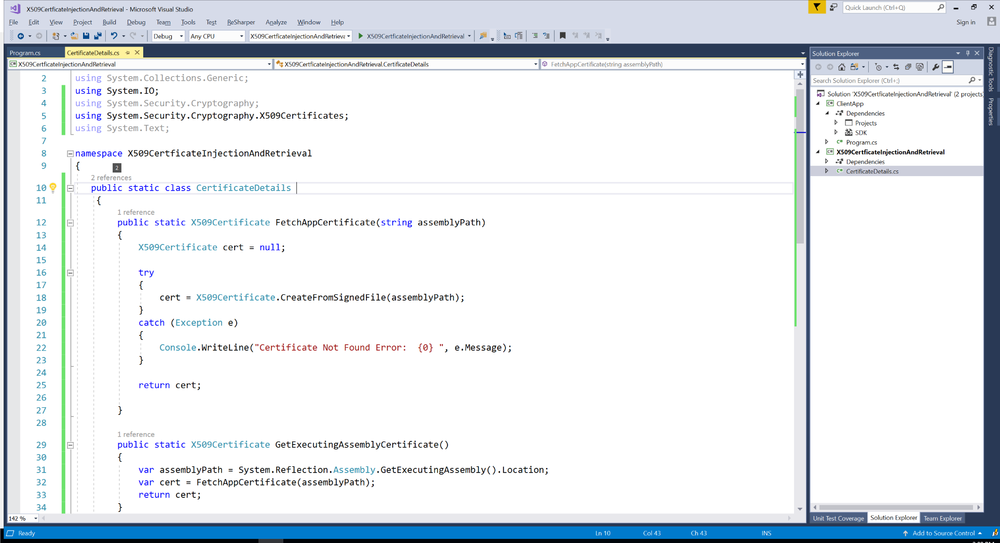 X509CertficateInjectionAndRetrieval - Microsoft Visual Studio
Quick Launch (Ctrl+Q)
File Edit View Project Build Debug Team Tools Test ReSharper Analyze Window Help
Sign in
Debug Any CPU X509CertficateInjectionAndRetrieva X509CertficateInjectionAndRetrieval
Program.cs CertificateDetails.cs
C# X509CertficateInjectionAndRetrieval X509CertficateInjectionAndRetrieval.CertificateDetails FetchAppCertificate(string assemblyPath)
2 using System.Collections.Generic;
3 using System.IO;
4 using System.Security.Cryptography;
5 using System.Security.Cryptography.X509Certificates;
6 using System.Text;
7
8 namespace X509CertficateInjectionAndRetrieval
9 {
2
2 references
10 public static class CertificateDetails
11 {
1 reference
12 public static X509Certificate FetchAppCertificate(string assemblyPath)
13 {
14 X509Certificate cert = null;
15
16 try
17 {
18 cert = X509Certificate.CreateFromSignedFile(assemblyPath);
19 }
20 catch (Exception e)
21 {
22 Console.WriteLine("Certificate Not Found Error:  {0} ", e.Message);
23 }
24
25 return cert;
26
27 }
28
1 reference
29 public static X509Certificate GetExecutingAssemblyCertificate()
30 {
31 var assemblyPath = System.Reflection.Assembly.GetExecutingAssembly().Location;
32 var cert = FetchAppCertificate(assemblyPath);
33 return cert;
34 }
142 %
Solution Explorer
Search Solution Explorer (Ctrl+;)
Solution 'X509CertficateInjectionAndRetrieval' (2 projects)
C# ClientApp
Dependencies
Projects
SDK
C# Program.cs
C# X509CertficateInjectionAndRetrieval
Dependencies
C# CertificateDetails.cs
Unit Test Coverage Solution Explorer Team Explorer
Diagnostic Tools
Properties
Ready Ln 10 Col 43 Ch 43 INS Add to Source Control